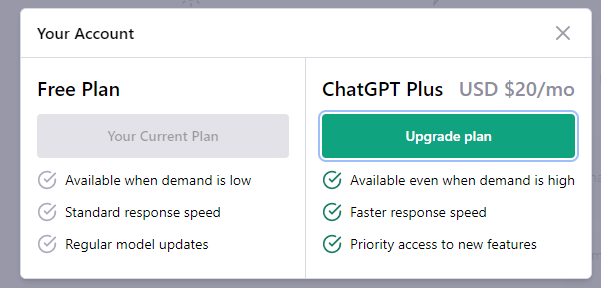 Your Account
Free Plan
Your Current Plan
Available when demand is low
Standard response speed
Regular model updates
ChatGPT Plus USD $20/mo
Upgrade plan
Available even when demand is high
Faster response speed
Priority access to new features